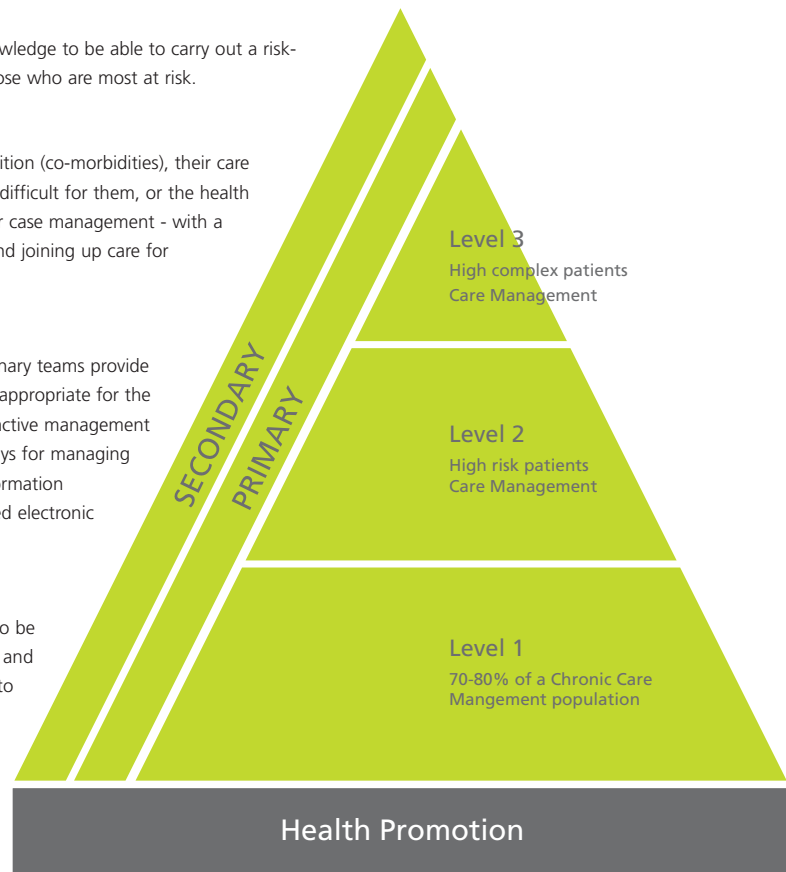 wledge to be able to carry out a risk-
ose who are most at risk.
ition (co-morbidities), their care
difficult for them, or the health
r case management - with a
nd joining up care for
nary teams provide
appropriate for the
active management
ys for managing
ormation
ed electronic
o be
and
to
SECONDARY
PRIMARY
Level 3
High complex patients
Care Management
Level 2
High risk patients
Care Management
Level 1
70-80% of a Chronic Care
Mangement population
Health Promotion